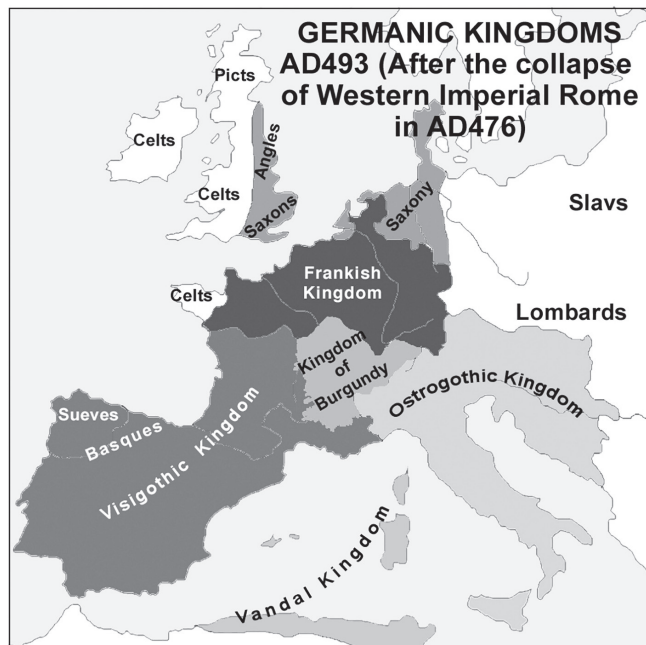 GERMANIC KINGDOMS
AD493 (After the collapse
of Western Imperial Rome
in AD476)
Picts
Celts
Angles
Celts
Saxons
Saxony
Slavs
Frankish
Kingdom
Celts
Lombards
Kingdom
of
Burgundy
Ostrogothic Kingdom
Sueves
Basques
Visigothic Kingdom
Vandal Kingdom